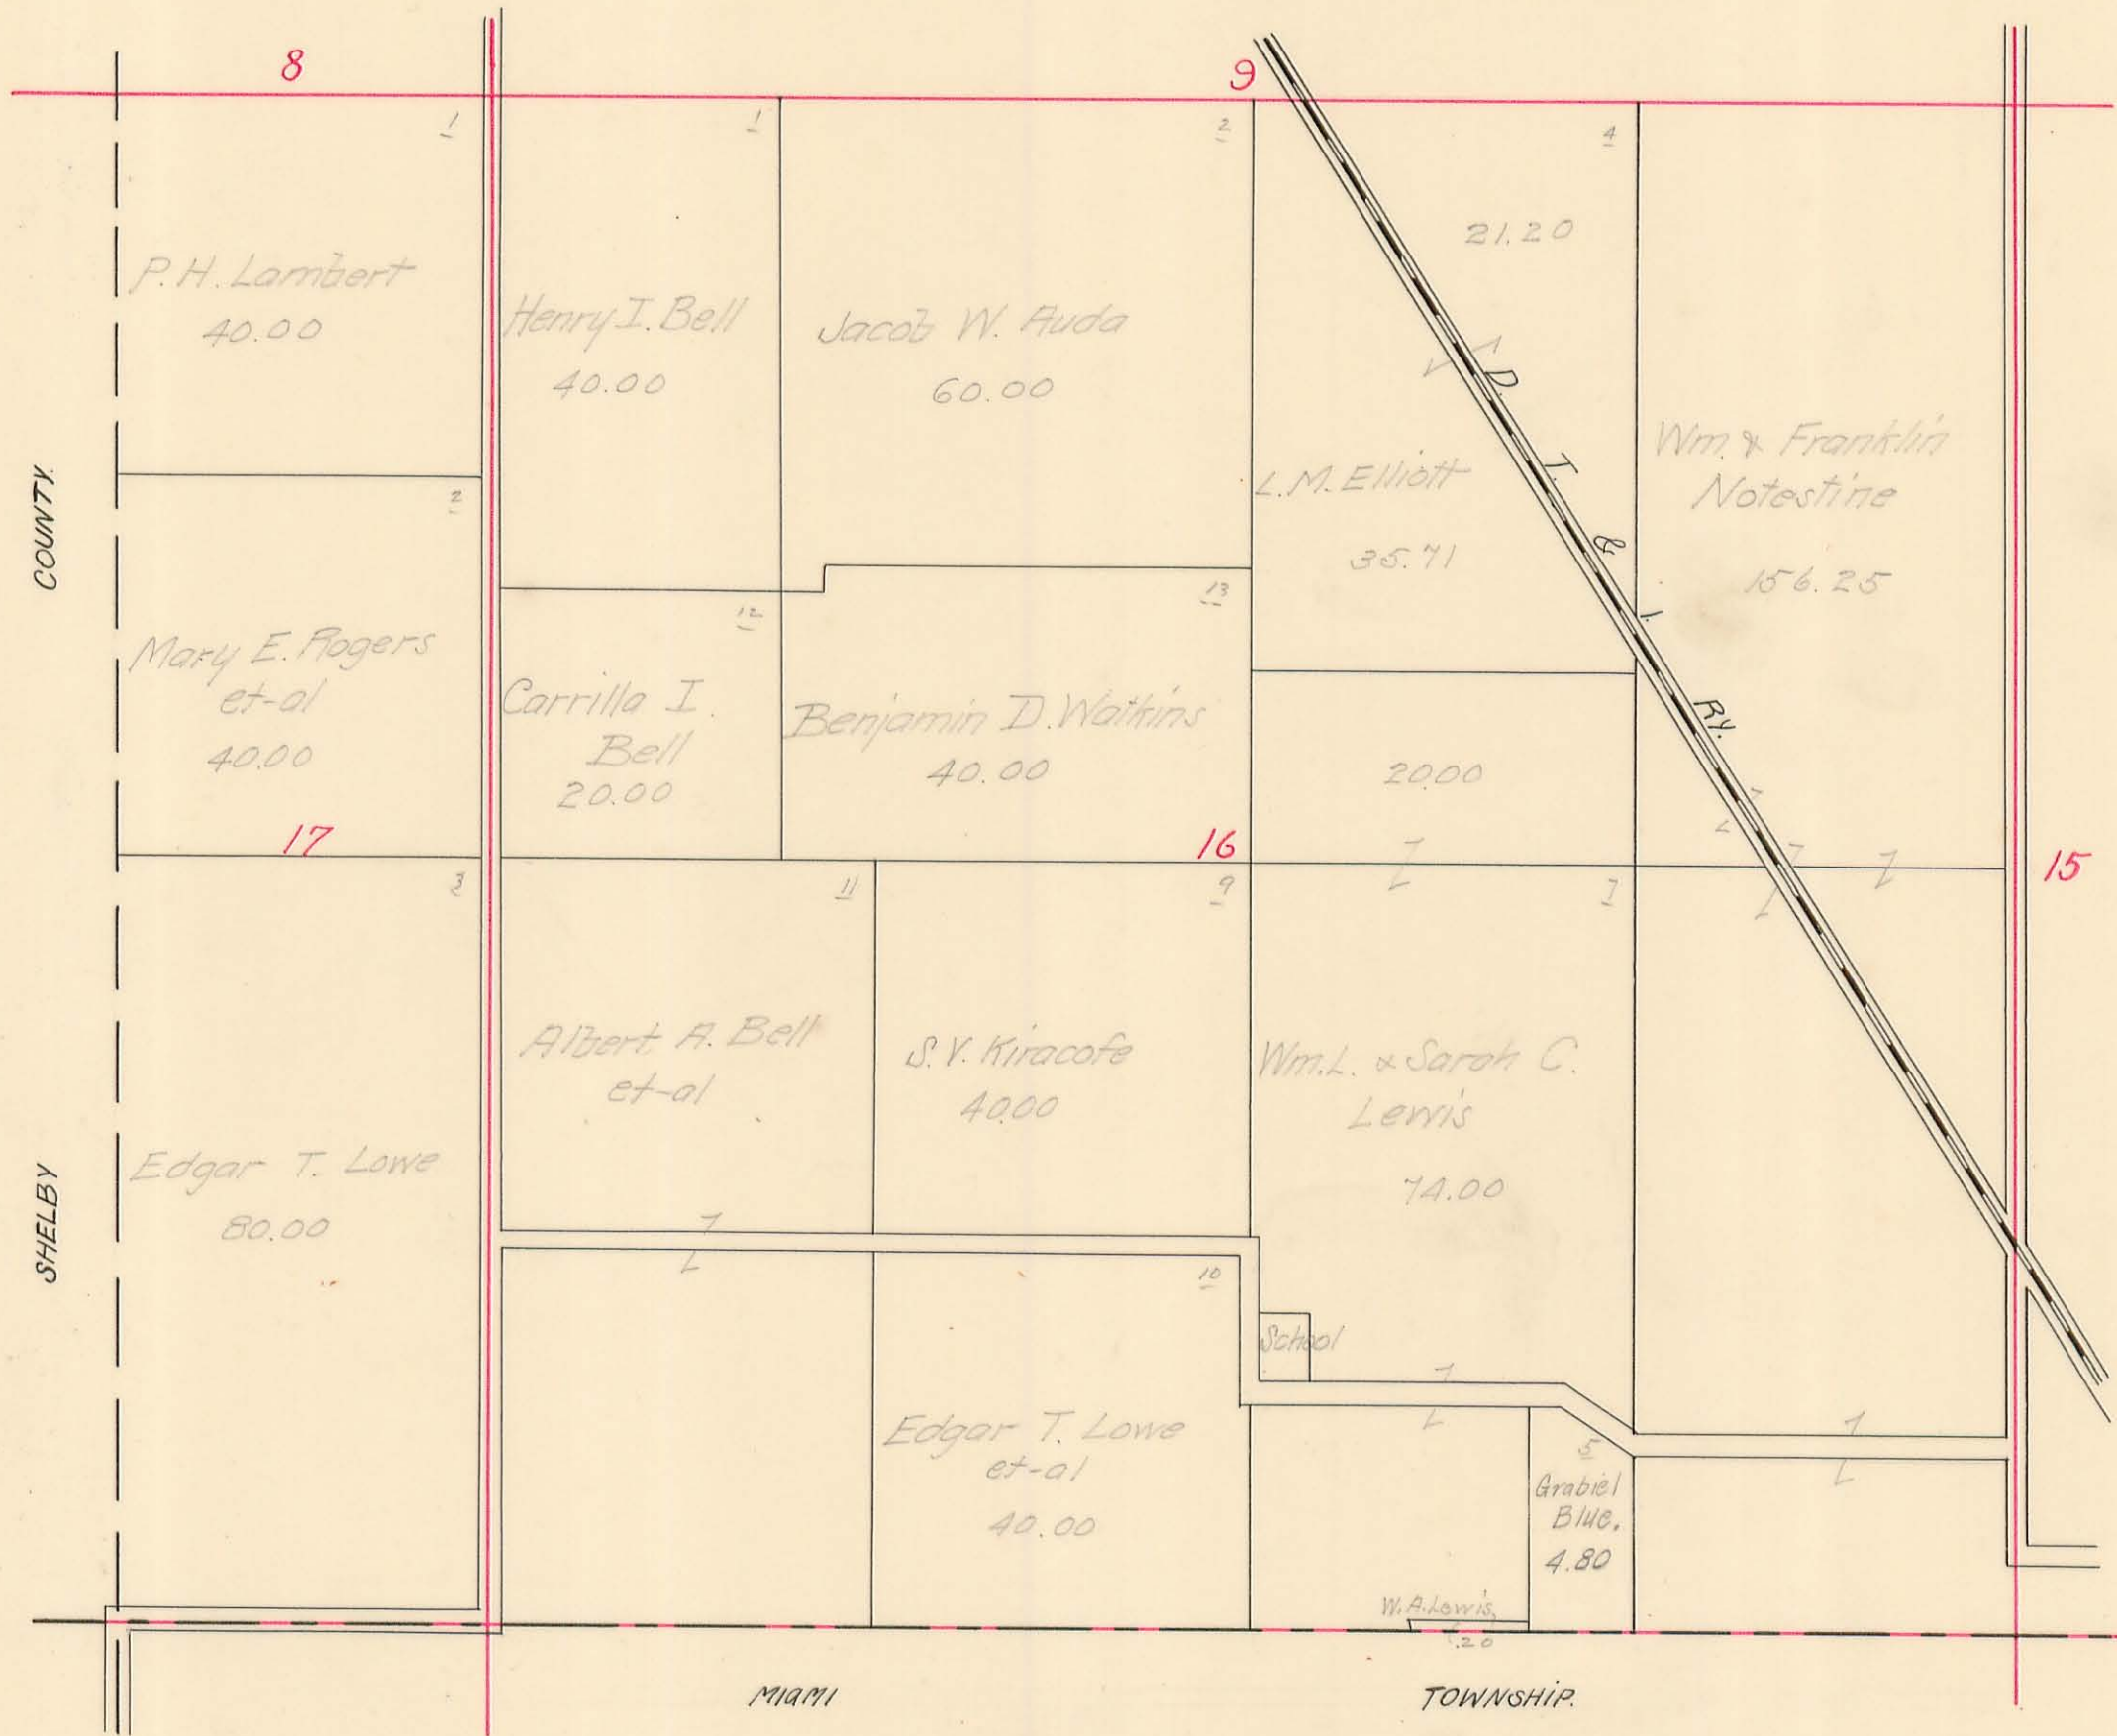 8
9
1
1
2
4
21.20
P.H. Lambert
40.00
Henry I. Bell
40.00
Jacob W. Auda
60.00
L.M. Elliott
35.71
Wm. & Franklin
Notestine
156.25
D. T. & I. RY.
COUNTY.
2
Mary E. Rogers
et-al
40.00
12
Carrilla I.
Bell
20.00
13
Benjamin D. Watkins
40.00
20.00
17
16
15
3
11
9
7
Albert A. Bell
et-al
S.V. Kiracofe
40.00
Wm. L. & Sarah C.
Lewis
74.00
SHELBY
Edgar T. Lowe
80.00
10
School
Edgar T. Lowe
et-al
40.00
5
Grabiel
Blue.
4.80
W.A. Lewis,
.20
MIAMI TOWNSHIP.